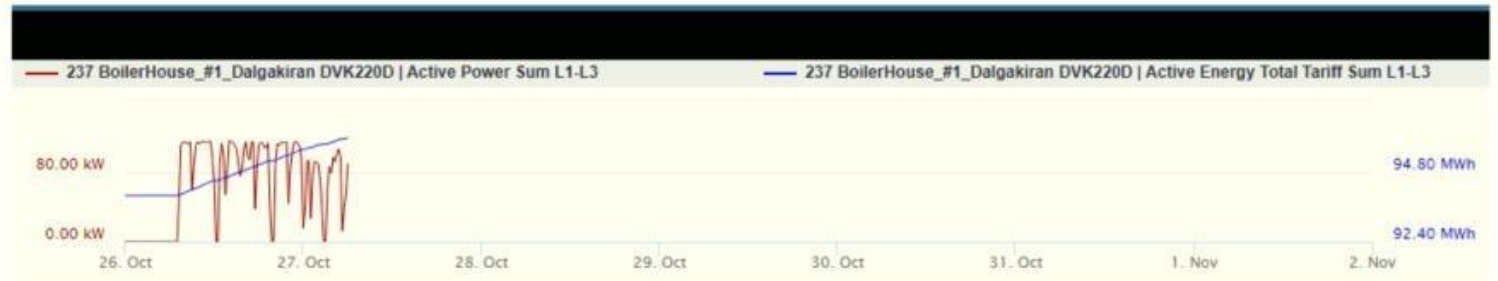 237 BoilerHouse_#1_Dalgakiran DVK220D | Active Power Sum L1-L3
237 BoilerHouse_#1_Dalgakiran DVK220D | Active Energy Total Tariff Sum L1-L3
80.00 kW
94.80 MWh
0.00 kW
92.40 MWh
26. Oct
27. Oct
28. Oct
29. Oct
30. Oct
31. Oct
1. Nov
2. Nov